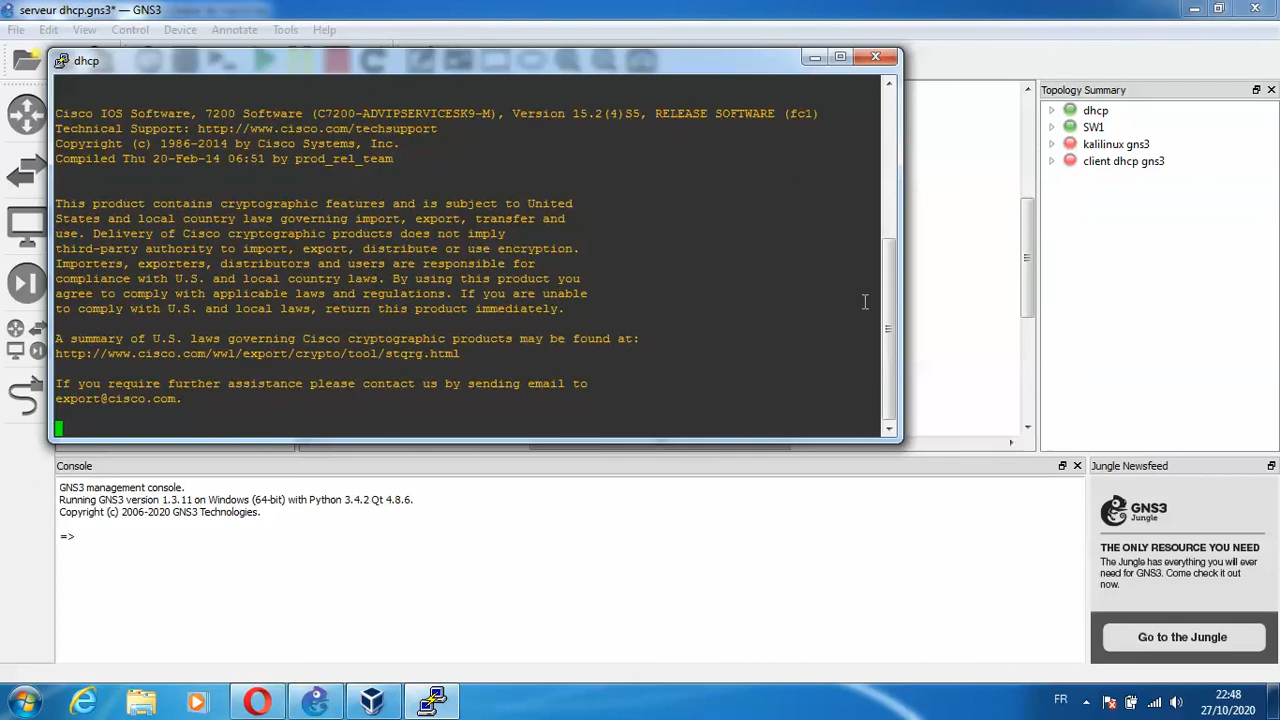 serveur dhcp.gns3* — GNS3
File Edit View Control Device Annotate Tools Help
dhcp
Cisco IOS Software, 7200 Software (C7200-ADVIPSERVICESK9-M), Version 15.2(4)S5, RELEASE SOFTWARE (fc1)
Technical Support: http://www.cisco.com/techsupport
Copyright (c) 1986-2014 by Cisco Systems, Inc.
Compiled Thu 20-Feb-14 06:51 by prod_rel_team
This product contains cryptographic features and is subject to United
States and local country laws governing import, export, transfer and
use. Delivery of Cisco cryptographic products does not imply
third-party authority to import, export, distribute or use encryption.
Importers, exporters, distributors and users are responsible for
compliance with U.S. and local country laws. By using this product you
agree to comply with applicable laws and regulations. If you are unable
to comply with U.S. and local laws, return this product immediately.
A summary of U.S. laws governing Cisco cryptographic products may be found at:
http://www.cisco.com/wwl/export/crypto/tool/stqrg.html
If you require further assistance please contact us by sending email to
export@cisco.com.
Topology Summary
dhcp
SW1
kalilinux gns3
client dhcp gns3
Console
GNS3 management console.
Running GNS3 version 1.3.11 on Windows (64-bit) with Python 3.4.2 Qt 4.8.6.
Copyright (c) 2006-2020 GNS3 Technologies.
=>
Jungle Newsfeed
GNS3
Jungle
THE ONLY RESOURCE YOU NEED
The Jungle has everything you will ever
need for GNS3. Come check it out
now.
Go to the Jungle
FR
22:48
27/10/2020